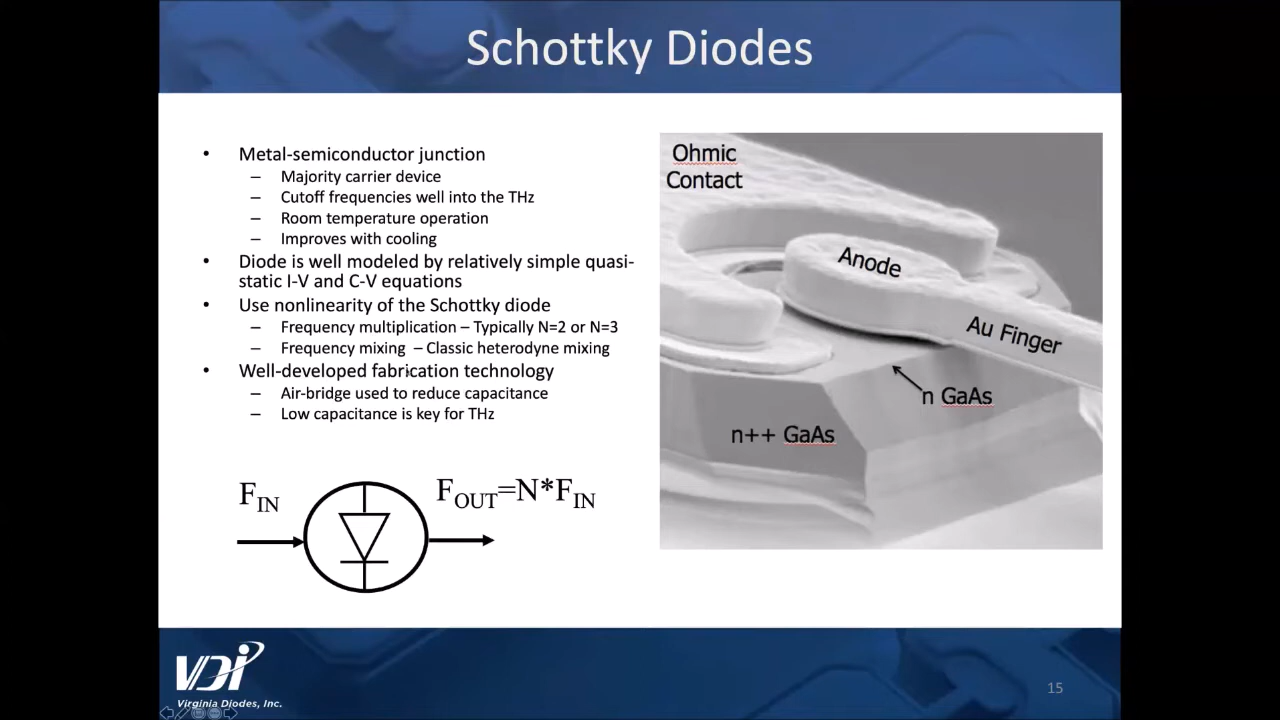 Schottky Diodes
• Metal-semiconductor junction
– Majority carrier device
– Cutoff frequencies well into the THz
– Room temperature operation
– Improves with cooling
• Diode is well modeled by relatively simple quasi-
static I-V and C-V equations
• Use nonlinearity of the Schottky diode
– Frequency multiplication – Typically N=2 or N=3
– Frequency mixing – Classic heterodyne mixing
• Well-developed fabrication technology
– Air-bridge used to reduce capacitance
– Low capacitance is key for THz
F_IN
F_OUT=N*F_IN
Ohmic
Contact
Anode
Au Finger
n GaAs
n++ GaAs
VDI
Virginia Diodes, Inc.
15